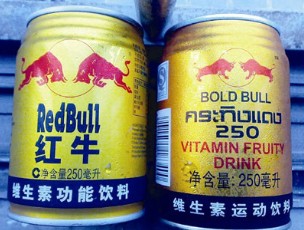 RedBull
红牛
净含量:250毫升
维生素功能饮料
BOLD BULL
กระทิงแดง
250
VITAMIN FRUITY
DRINK
净含量:250毫升
维生素运动饮料